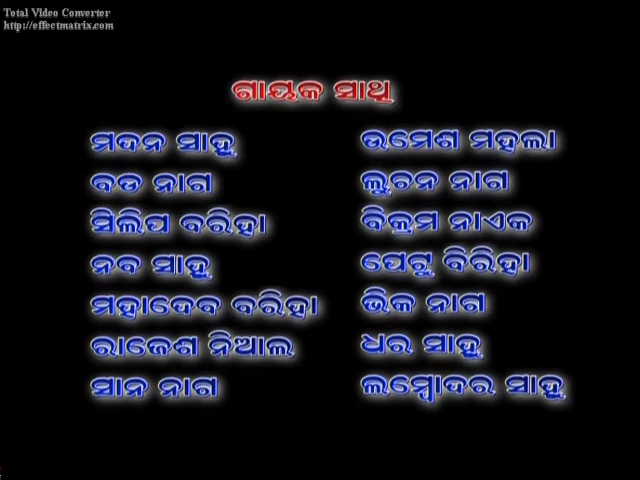 Total Video Converter
http://effectmatrix.com
ଗାୟକ ସାଥି
ମଦନ ସାହୁ
ବଡ ନାଗ
ସିଲିପ ବରିହା
ନବ ସାହୁ
ମହାଦେବ ବରିହା
ରାଜେଶ ନିଆଲ
ସାନ ନାଗ
ଉମେଶ ମହଲା
ଲୁଚନ ନାଗ
ବିକ୍ରମ ନାଏକ
ପେଟୁ ବିରିହା
ଭିକ ନାଗ
ଧର ସାହୁ
ଲମ୍ବୋଦର ସାହୁ